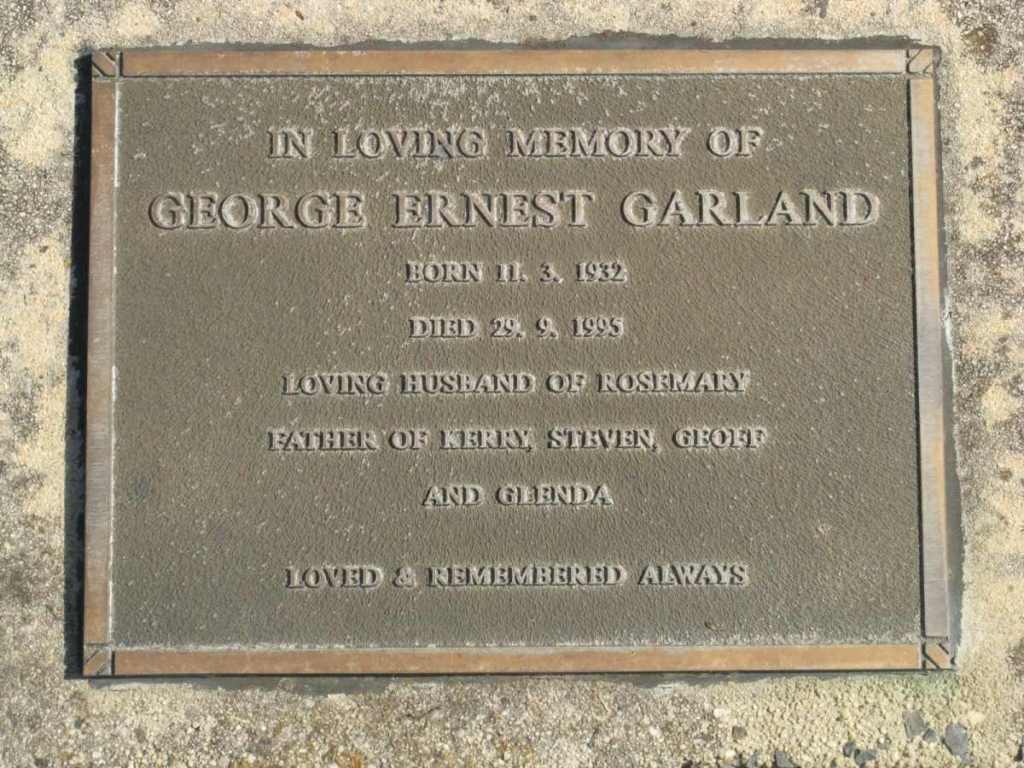 IN LOVING MEMORY OF
GEORGE ERNEST GARLAND
BORN 11. 3. 1932
DIED 29. 9. 1995
LOVING HUSBAND OF ROSEMARY
FATHER OF KERRY, STEVEN, GEOFF
AND GLENDA
LOVED & REMEMBERED ALWAYS